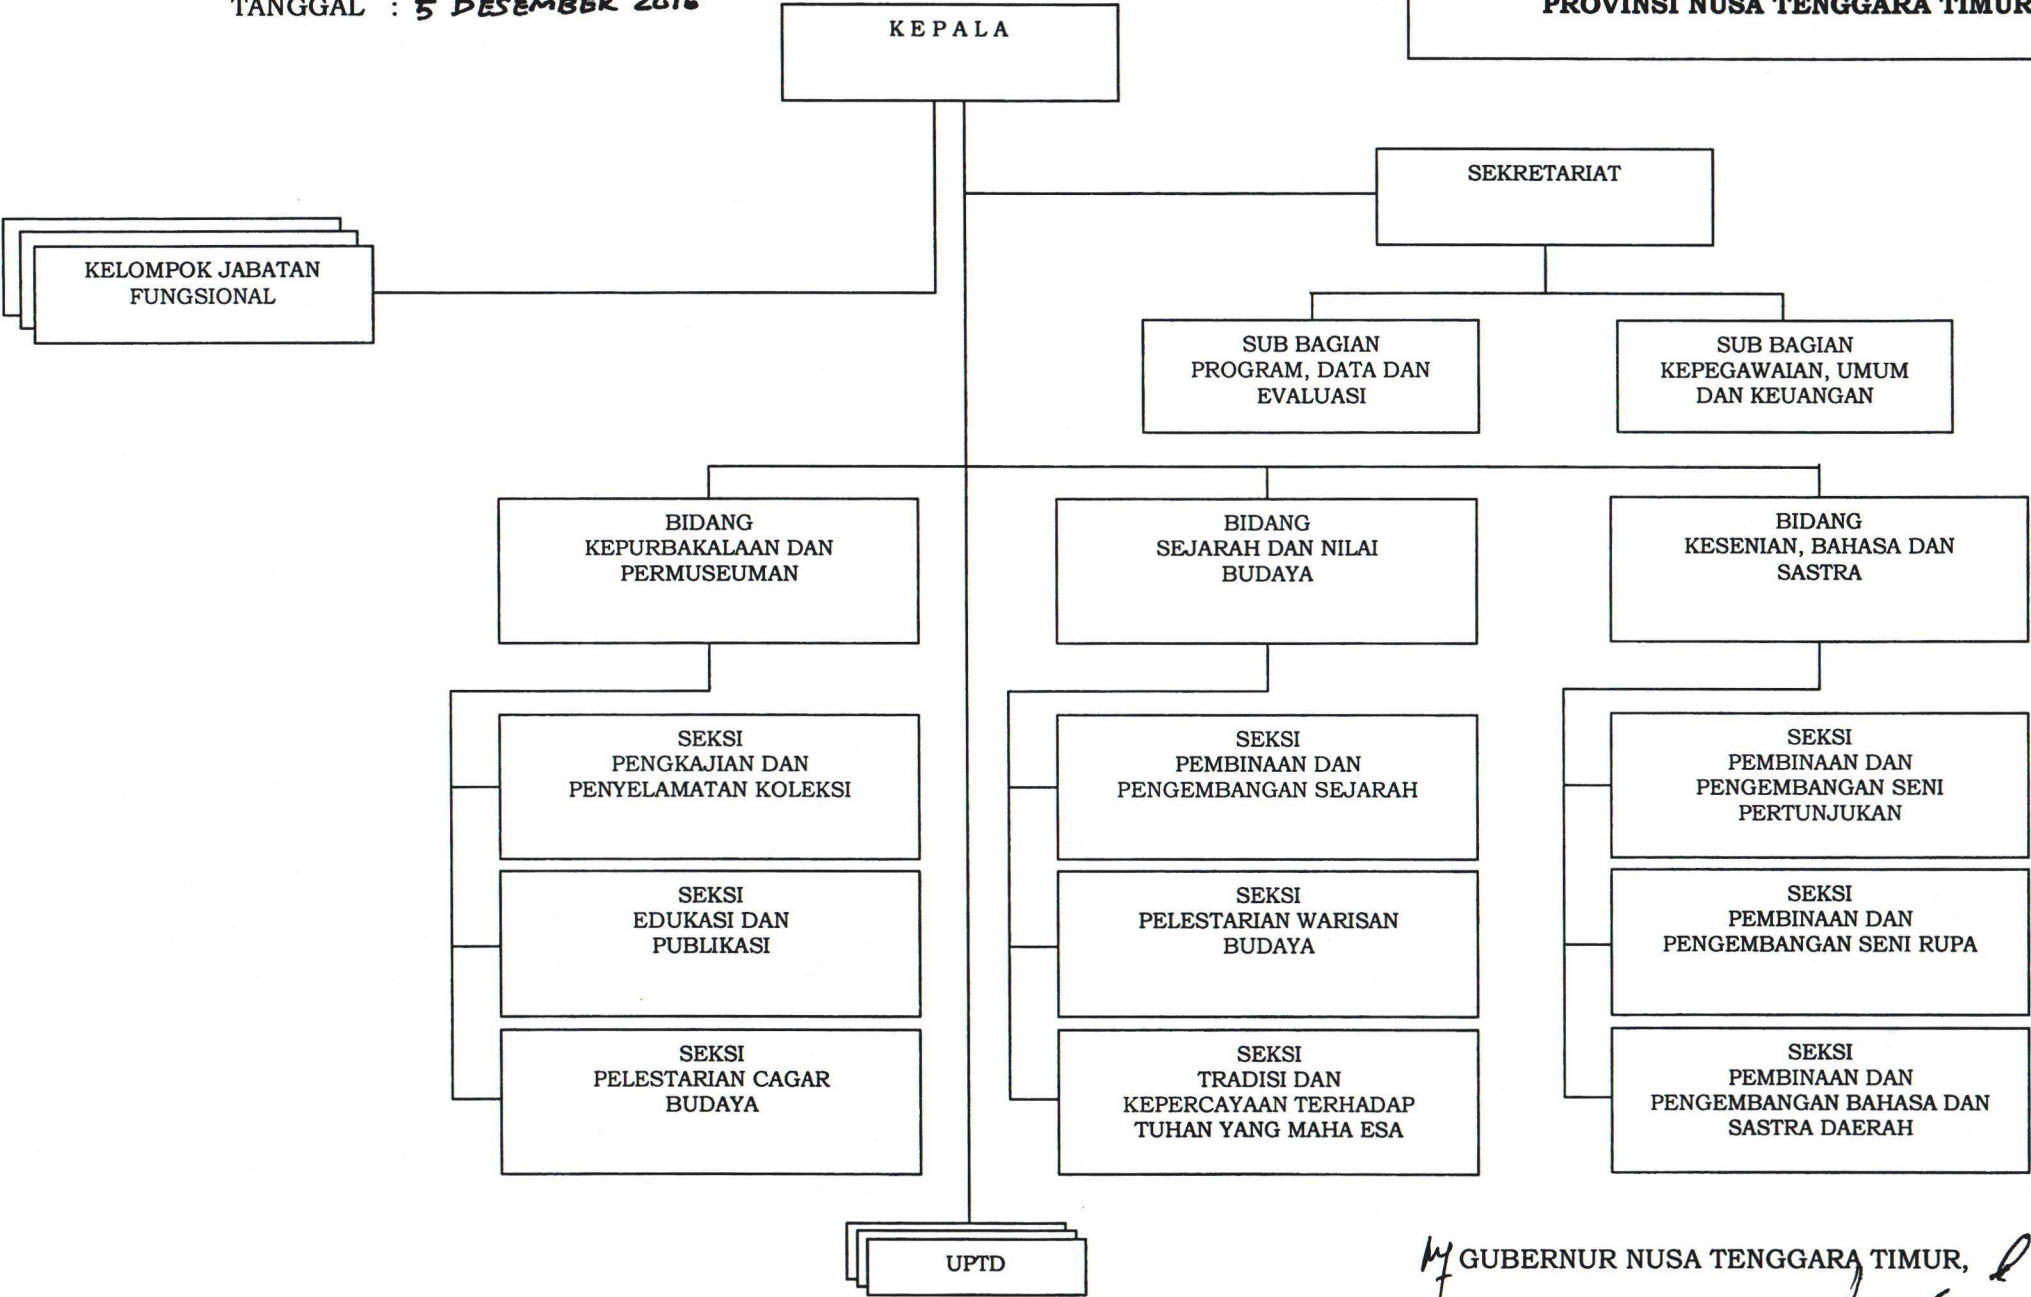 TANGGAL : 5 DESEMBER 2016
PROVINSI NUSA TENGGARA TIMUR
KEPALA
SEKRETARIAT
KELOMPOK JABATAN
FUNGSIONAL
SUB BAGIAN
PROGRAM, DATA DAN
EVALUASI
SUB BAGIAN
KEPEGAWAIAN, UMUM
DAN KEUANGAN
BIDANG
KEPURBAKALAAN DAN
PERMUSEUMAN
BIDANG
SEJARAH DAN NILAI
BUDAYA
BIDANG
KESENIAN, BAHASA DAN
SASTRA
SEKSI
PENGKAJIAN DAN
PENYELAMATAN KOLEKSI
SEKSI
PEMBINAAN DAN
PENGEMBANGAN SEJARAH
SEKSI
PEMBINAAN DAN
PENGEMBANGAN SENI
PERTUNJUKAN
SEKSI
EDUKASI DAN
PUBLIKASI
SEKSI
PELESTARIAN WARISAN
BUDAYA
SEKSI
PEMBINAAN DAN
PENGEMBANGAN SENI RUPA
SEKSI
PELESTARIAN CAGAR
BUDAYA
SEKSI
TRADISI DAN
KEPERCAYAAN TERHADAP
TUHAN YANG MAHA ESA
SEKSI
PEMBINAAN DAN
PENGEMBANGAN BAHASA DAN
SASTRA DAERAH
UPTD
GUBERNUR NUSA TENGGARA TIMUR,